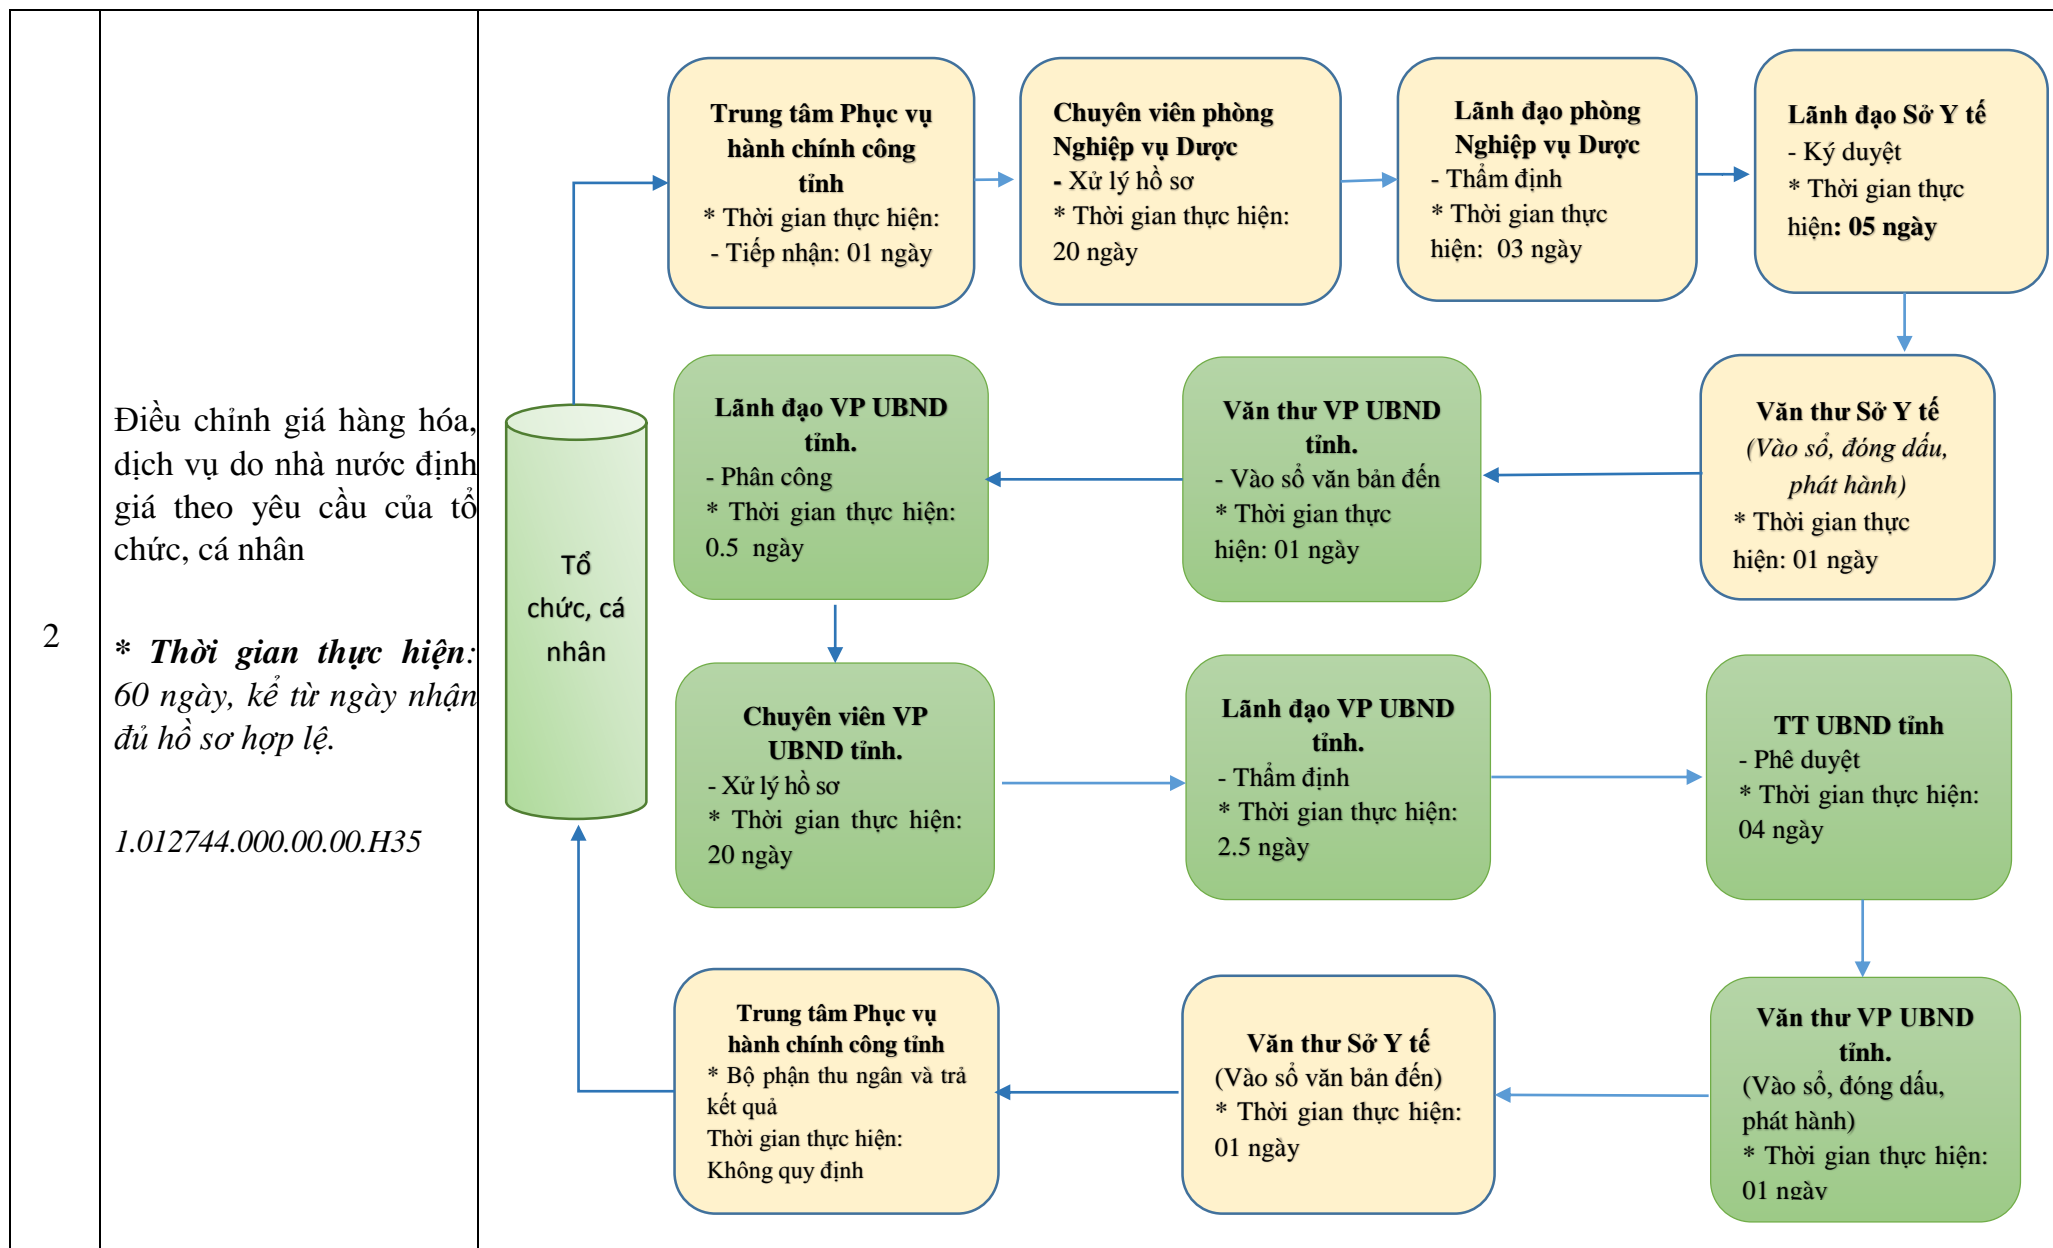 2
Điều chỉnh giá hàng hóa,
dịch vụ do nhà nước định
giá theo yêu cầu của tổ
chức, cá nhân
* Thời gian thực hiện:
60 ngày, kể từ ngày nhận
đủ hồ sơ hợp lệ.
1.012744.000.00.00.H35
Tổ
chức, cá
nhân
Trung tâm Phục vụ
hành chính công
tỉnh
* Thời gian thực hiện:
- Tiếp nhận: 01 ngày
Chuyên viên phòng
Nghiệp vụ Dược
- Xử lý hồ sơ
* Thời gian thực hiện:
20 ngày
Lãnh đạo phòng
Nghiệp vụ Dược
- Thẩm định
* Thời gian thực
hiện: 03 ngày
Lãnh đạo Sở Y tế
- Ký duyệt
* Thời gian thực
hiện: 05 ngày
Văn thư Sở Y tế
(Vào sổ, đóng dấu,
phát hành)
* Thời gian thực
hiện: 01 ngày
Văn thư VP UBND
tỉnh.
- Vào sổ văn bản đến
* Thời gian thực
hiện: 01 ngày
Lãnh đạo VP UBND
tỉnh.
- Phân công
* Thời gian thực hiện:
0.5 ngày
Chuyên viên VP
UBND tỉnh.
- Xử lý hồ sơ
* Thời gian thực hiện:
20 ngày
Lãnh đạo VP UBND
tỉnh.
- Thẩm định
* Thời gian thực hiện:
2.5 ngày
TT UBND tỉnh
- Phê duyệt
* Thời gian thực hiện:
04 ngày
Văn thư VP UBND
tỉnh.
(Vào sổ, đóng dấu,
phát hành)
* Thời gian thực hiện:
01 ngày
Văn thư Sở Y tế
(Vào sổ văn bản đến)
* Thời gian thực hiện:
01 ngày
Trung tâm Phục vụ
hành chính công tỉnh
* Bộ phận thu ngân và trả
kết quả
Thời gian thực hiện:
Không quy định